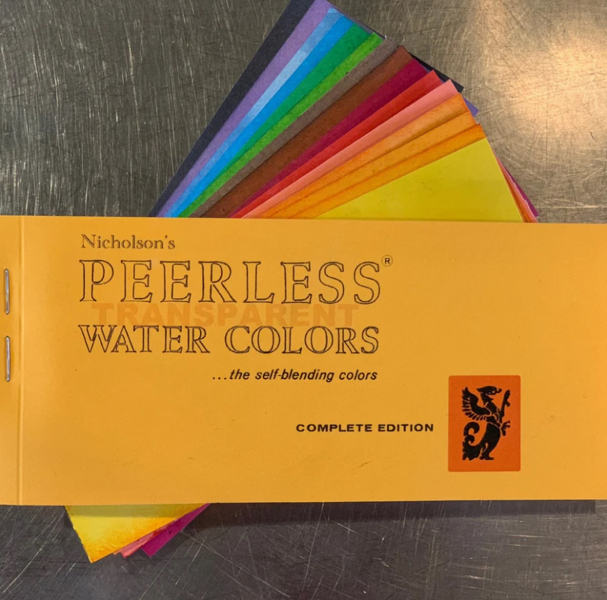 Nicholson's
PEERLESS®
TRANSPARENT
WATER COLORS
...the self-blending colors
COMPLETE EDITION